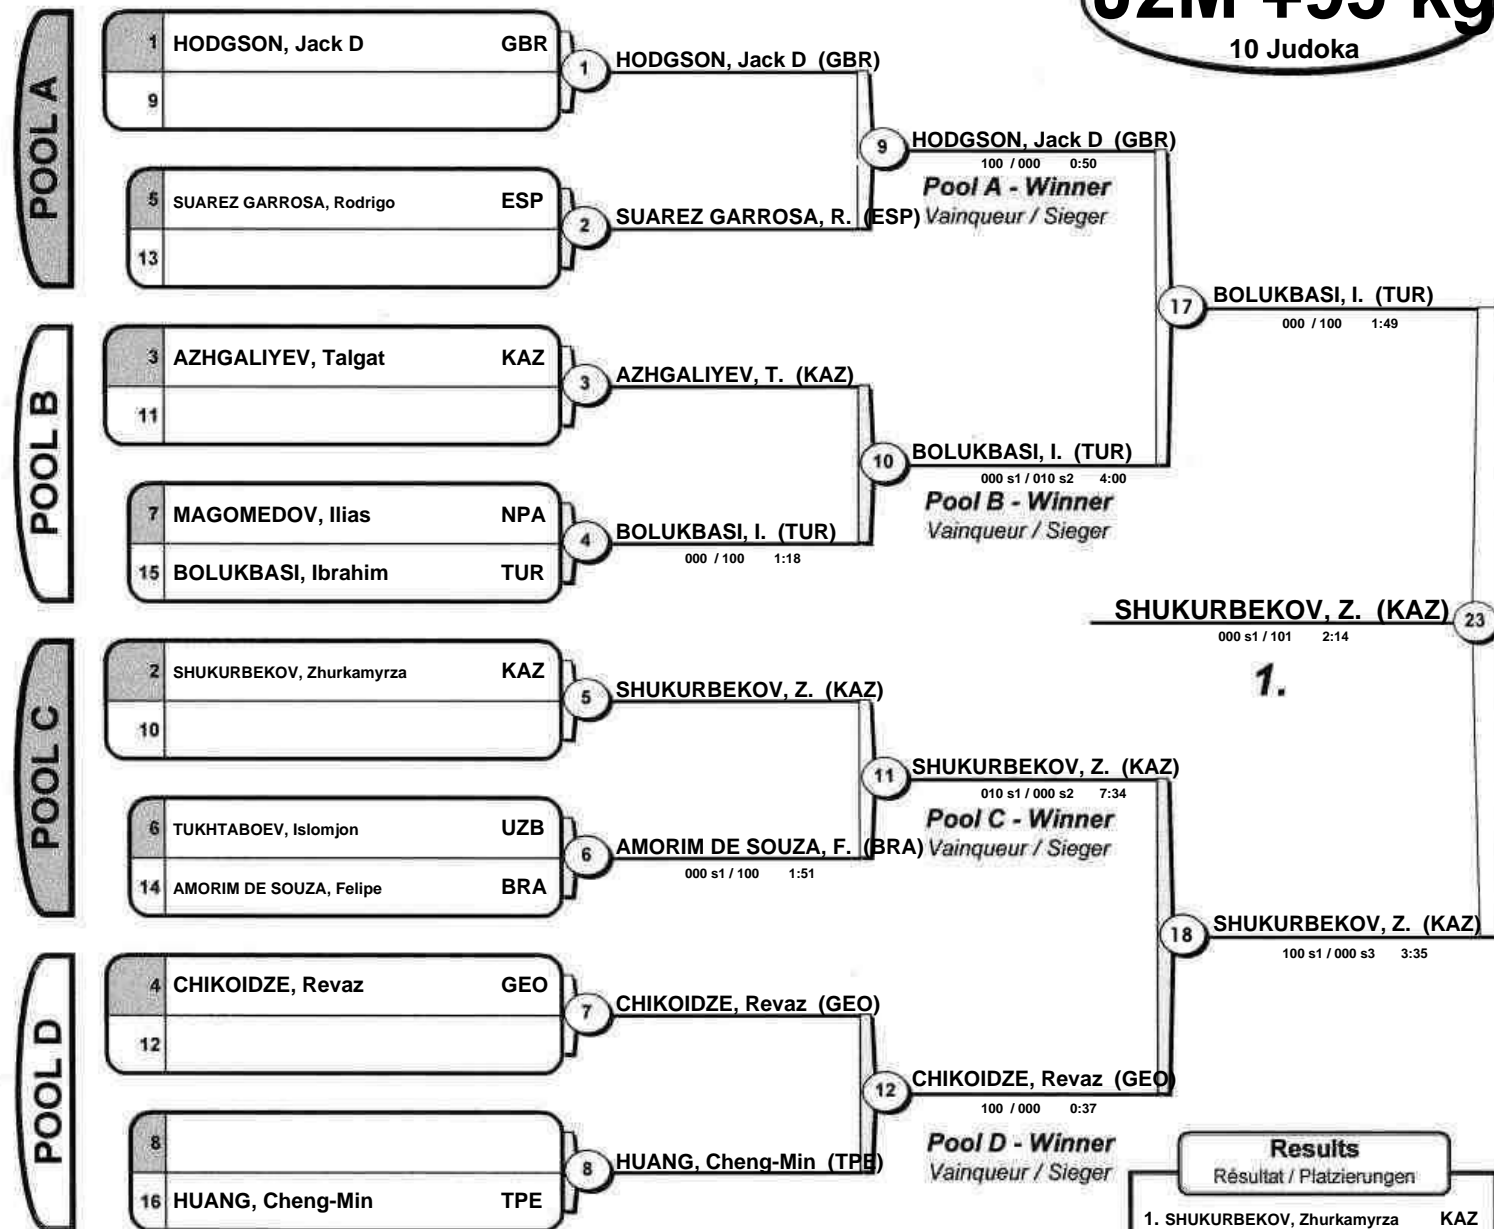 J2M +95 kg
10 Judoka
POOL A
1 HODGSON, Jack D GBR
9
1 HODGSON, Jack D (GBR)
5 SUAREZ GARROSA, Rodrigo ESP
13
2 SUAREZ GARROSA, R. (ESP)
9 HODGSON, Jack D (GBR)
100 / 000 0:50
Pool A - Winner
Vainqueur / Sieger
POOL B
3 AZHGALIYEV, Talgat KAZ
11
3 AZHGALIYEV, T. (KAZ)
7 MAGOMEDOV, Ilias NPA
15 BOLUKBASI, Ibrahim TUR
4 BOLUKBASI, I. (TUR)
000 / 100 1:18
10 BOLUKBASI, I. (TUR)
000 s1 / 010 s2 4:00
Pool B - Winner
Vainqueur / Sieger
17 BOLUKBASI, I. (TUR)
000 / 100 1:49
SHUKURBEKOV, Z. (KAZ) 23
000 s1 / 101 2:14
1.
POOL C
2 SHUKURBEKOV, Zhurkamyrza KAZ
10
5 SHUKURBEKOV, Z. (KAZ)
6 TUKHTABOEV, Islomjon UZB
14 AMORIM DE SOUZA, Felipe BRA
6 AMORIM DE SOUZA, F. (BRA)
000 s1 / 100 1:51
11 SHUKURBEKOV, Z. (KAZ)
010 s1 / 000 s2 7:34
Pool C - Winner
Vainqueur / Sieger
18 SHUKURBEKOV, Z. (KAZ)
100 s1 / 000 s3 3:35
POOL D
4 CHIKOIDZE, Revaz GEO
12
7 CHIKOIDZE, Revaz (GEO)
8
16 HUANG, Cheng-Min TPE
8 HUANG, Cheng-Min (TPE)
12 CHIKOIDZE, Revaz (GEO)
100 / 000 0:37
Pool D - Winner
Vainqueur / Sieger
Results
Résultat / Platzierungen
1. SHUKURBEKOV, Zhurkamyrza KAZ